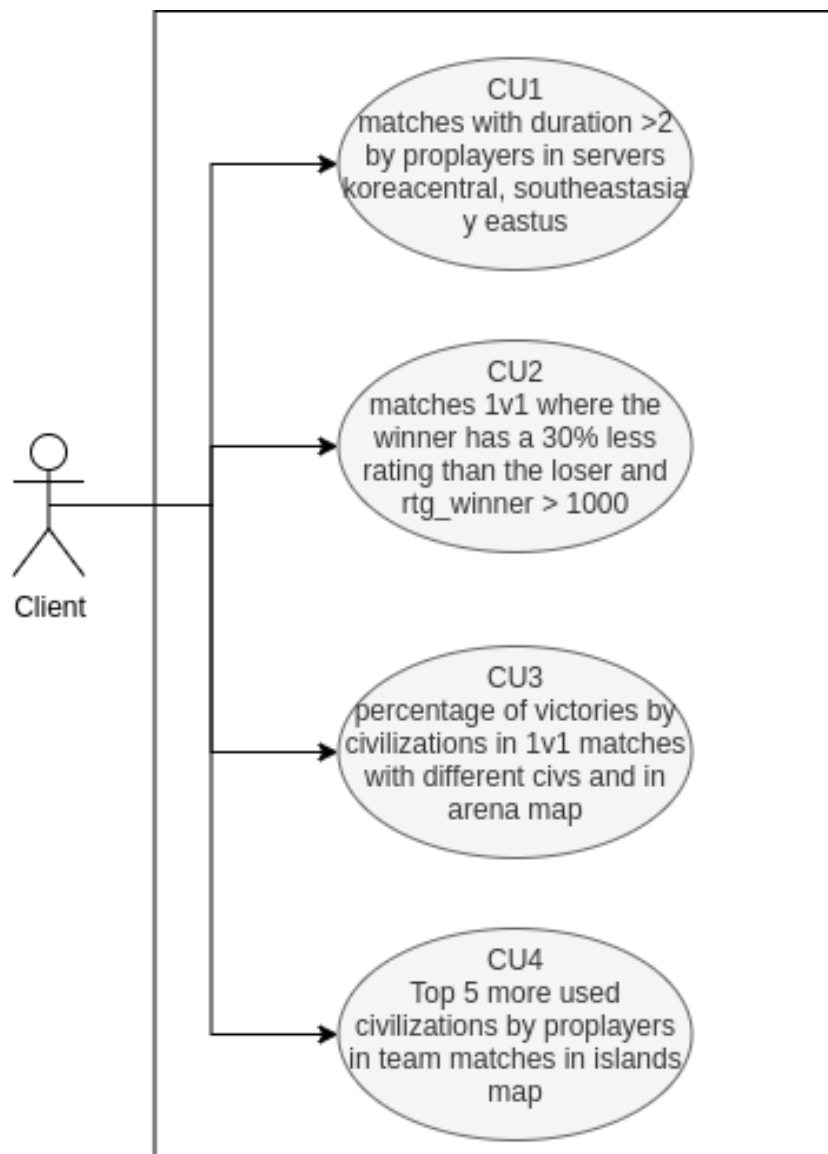 CU1
matches with duration >2
by proplayers in servers
koreacentral, southeastasia
y eastus
CU2
matches 1v1 where the
winner has a 30% less
rating than the loser and
rtg_winner > 1000
Client
CU3
percentage of victories by
civilizations in 1v1 matches
with different civs and in
arena map
CU4
Top 5 more used
civilizations by proplayers
in team matches in islands
map